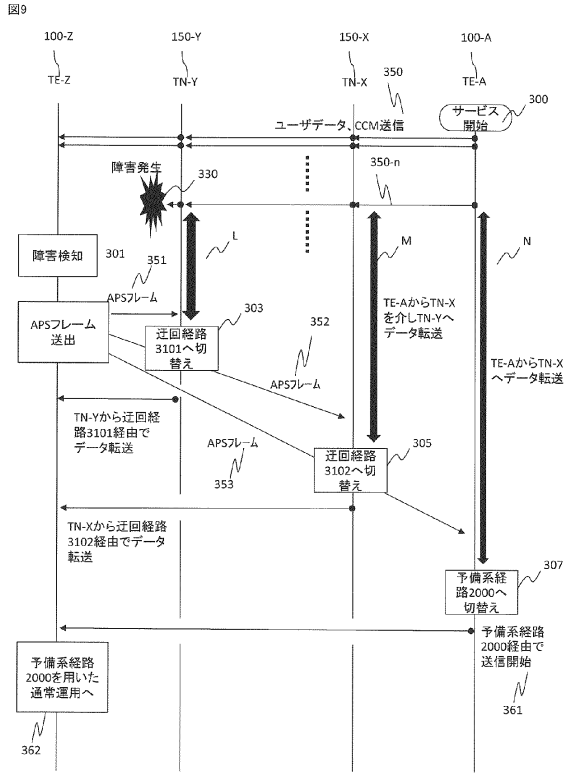 図9
100-Z
150-Y
150-X
100-A
TE-Z
TN-Y
TN-X
TE-A
350
サービス
開始
300
ユーザデータ、CCM送信
障害発生
330
350-n
L
M
N
障害検知
301
351
APSフレーム
APSフレーム
送出
303
迂回経路
3101へ切
替え
352
APSフレーム
TE-AからTN-X
を介しTN-Yへ
データ転送
TE-AからTN-X
へデータ転送
TN-Yから迂回経
路3101経由で
データ転送
APSフレーム
353
305
迂回経路
3102へ切
替え
TN-Xから迂回経路
3102経由でデータ
転送
307
予備系経
路2000へ
切替え
予備系経路
2000経由で
送信開始
361
予備系経路
2000を用いた
通常運用へ
362